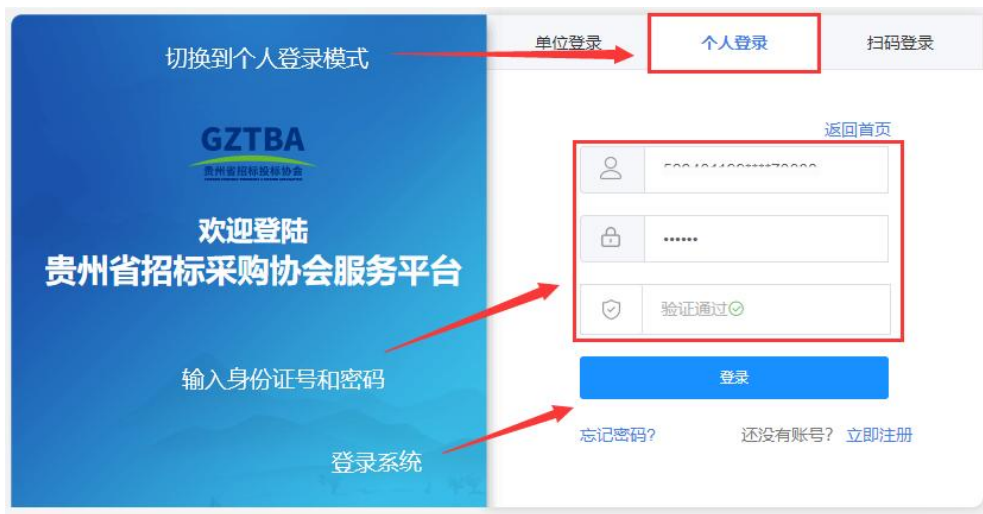 切换到个人登录模式
单位登录
个人登录
扫码登录
返回首页
GZTBA
贵州省招标投标协会
欢迎登陆
贵州省招标采购协会服务平台
••••••
验证通过
输入身份证号和密码
登录
忘记密码?
还没有账号? 立即注册
登录系统